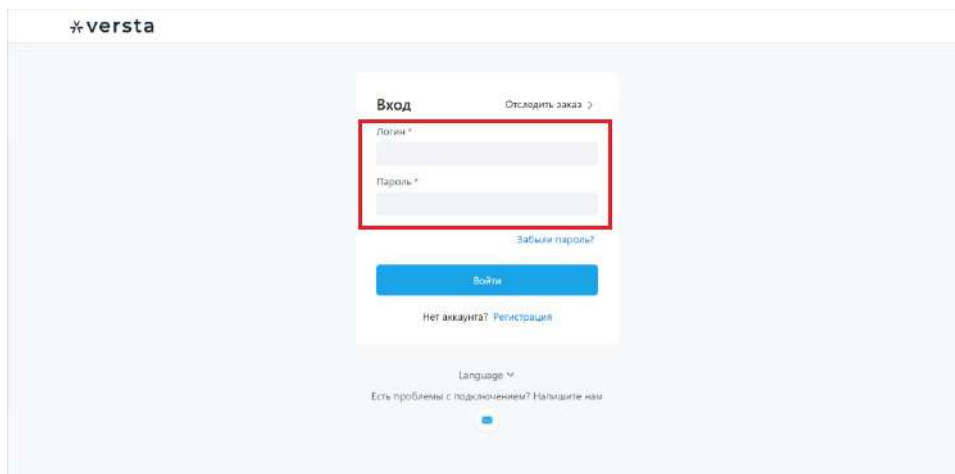 versta
Вход
Отследить заказ
Логин *
Пароль *
Забыли пароль?
Войти
Нет аккаунта? Регистрация
Language
Есть проблемы с подключением? Напишите нам